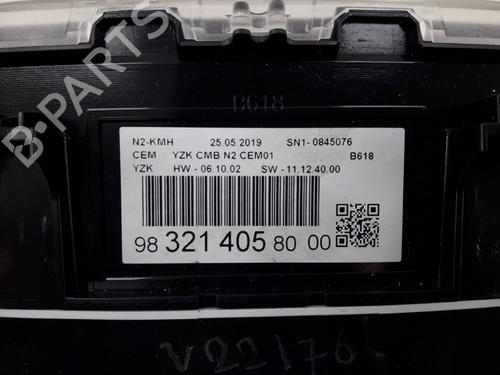 B618
N2-KMH 25.05.2019 SN1- 0845076
CEM : YZK CMB N2 CEM01 B618
YZK HW - 06.10.02 SW - 11.12.40.00
98 321 405 80 00
V22176